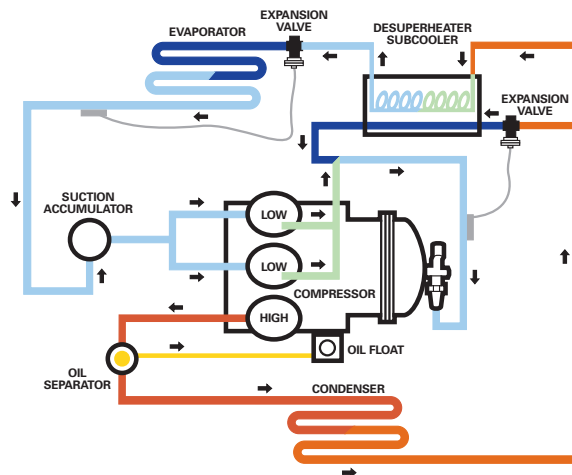 EVAPORATOR
EXPANSION
VALVE
DESUPERHEATER
SUBCOOLER
EXPANSION
VALVE
SUCTION
ACCUMULATOR
LOW
LOW
COMPRESSOR
HIGH
OIL FLOAT
OIL
SEPARATOR
CONDENSER